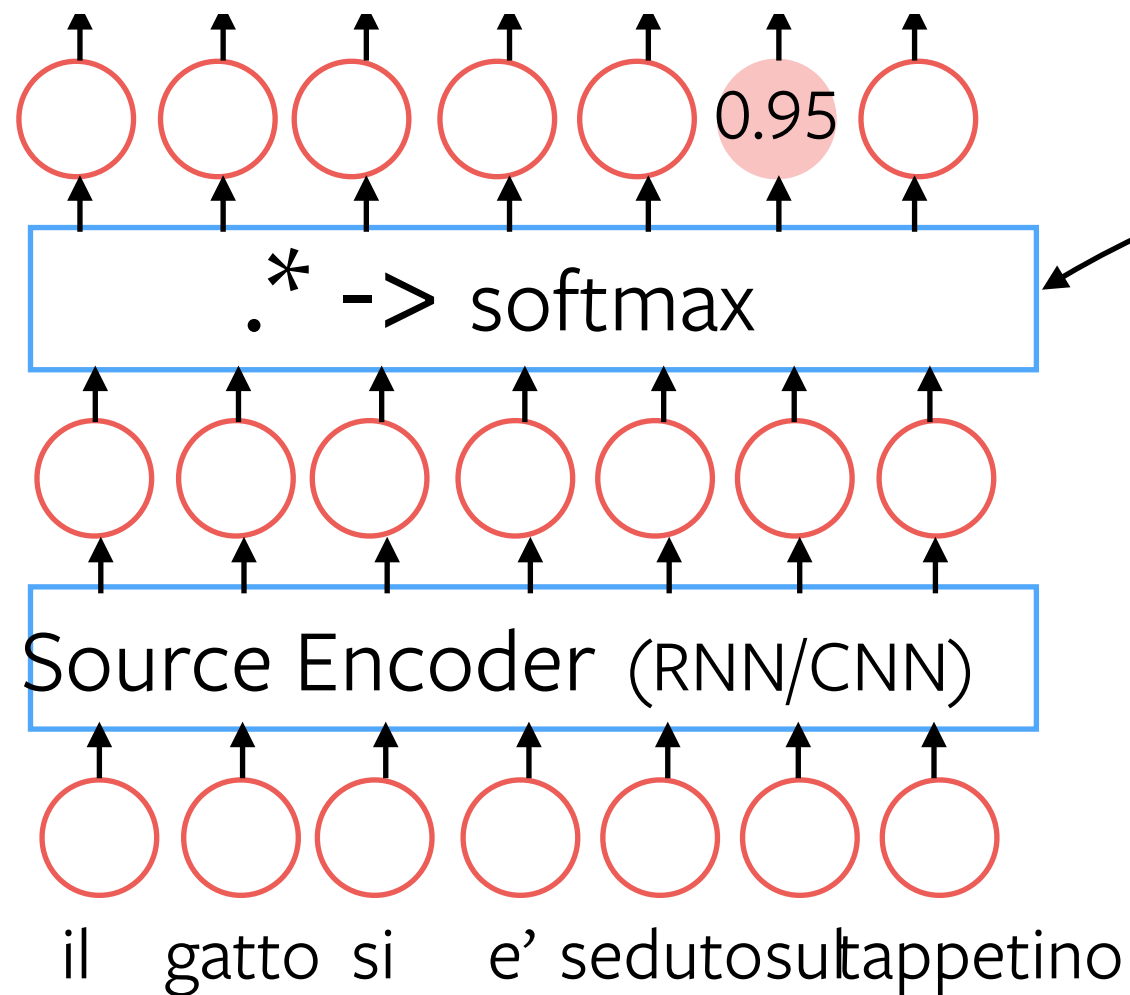 0.95
.* -> softmax
Source Encoder (RNN/CNN)
il gatto si e’ seduto sul tappetino